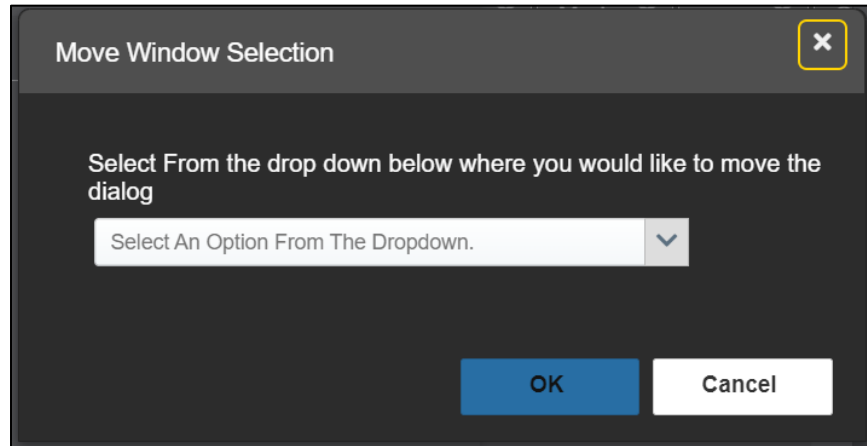 Move Window Selection
Select From the drop down below where you would like to move the
dialog
Select An Option From The Dropdown.
OK
Cancel